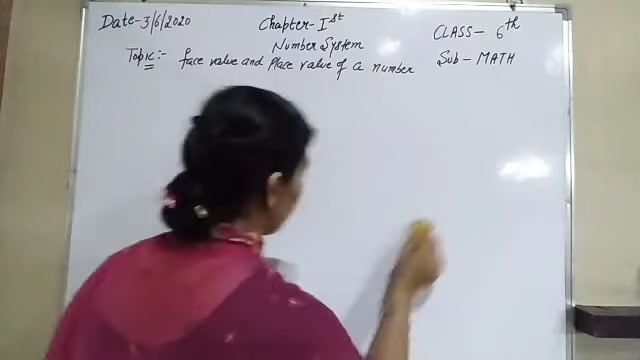 Date-3/6/2020
Chapter-Ist
CLASS- 6th
Number System
Sub-MATH
Topic:- face value and Place value of a number